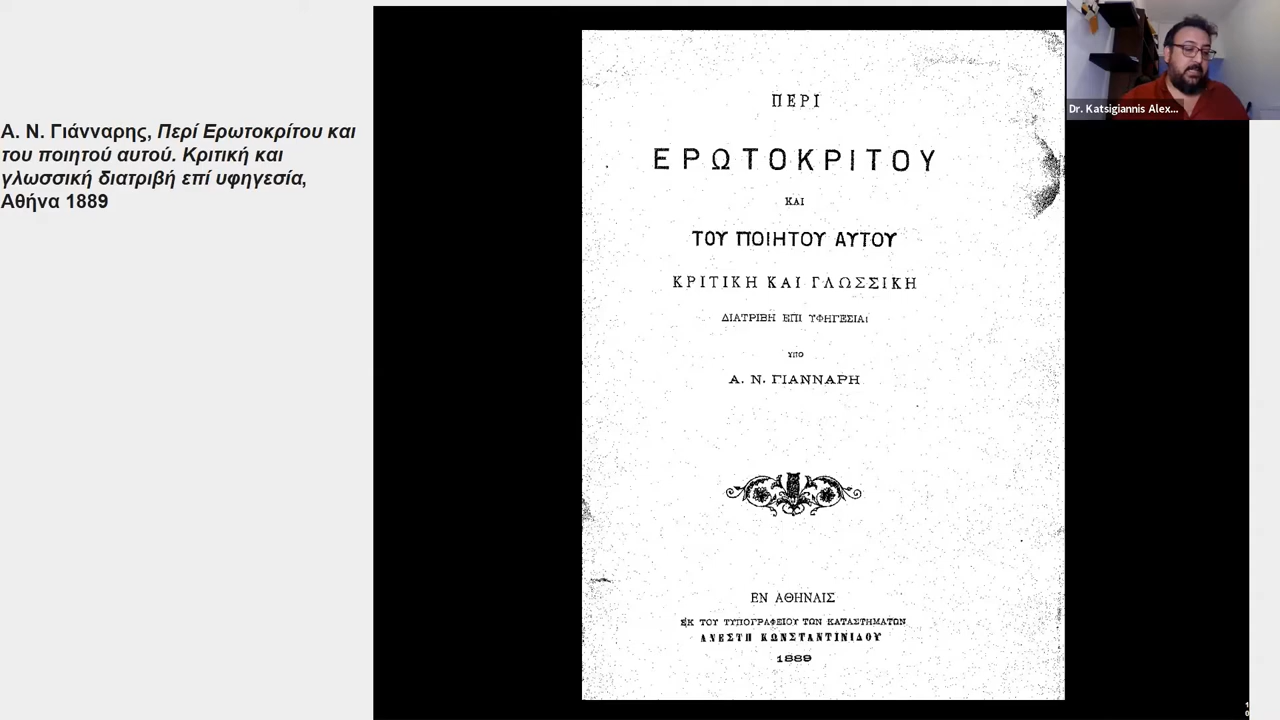 Α. Ν. Γιάνναρης, Περί Ερωτοκρίτου και
του ποιητού αυτού. Κριτική και
γλωσσική διατριβή επί υφηγεσία,
Αθήνα 1889
ΠΕΡΙ
ΕΡΩΤΟΚΡΙΤΟΥ
ΚΑΙ
ΤΟΥ ΠΟΙΗΤΟΥ ΑΥΤΟΥ
ΚΡΙΤΙΚΗ ΚΑΙ ΓΛΩΣΣΙΚΗ
ΔΙΑΤΡΙΒΗ ΕΠΙ ΥΦΗΓΕΣΙΑι
ΥΠΟ
Α. Ν. ΓΙΑΝΝΑΡΗ
ΕΝ ΑΘΗΝΑΙΣ
ΕΚ ΤΟΥ ΤΥΠΟΓΡΑΦΕΙΟΥ ΤΩΝ ΚΑΤΑΣΤΗΜΑΤΩΝ
ΑΝΕΣΤΗ ΚΩΝΣΤΑΝΤΙΝΙΔΟΥ
1889
Dr. Katsigiannis Alex...
1
0